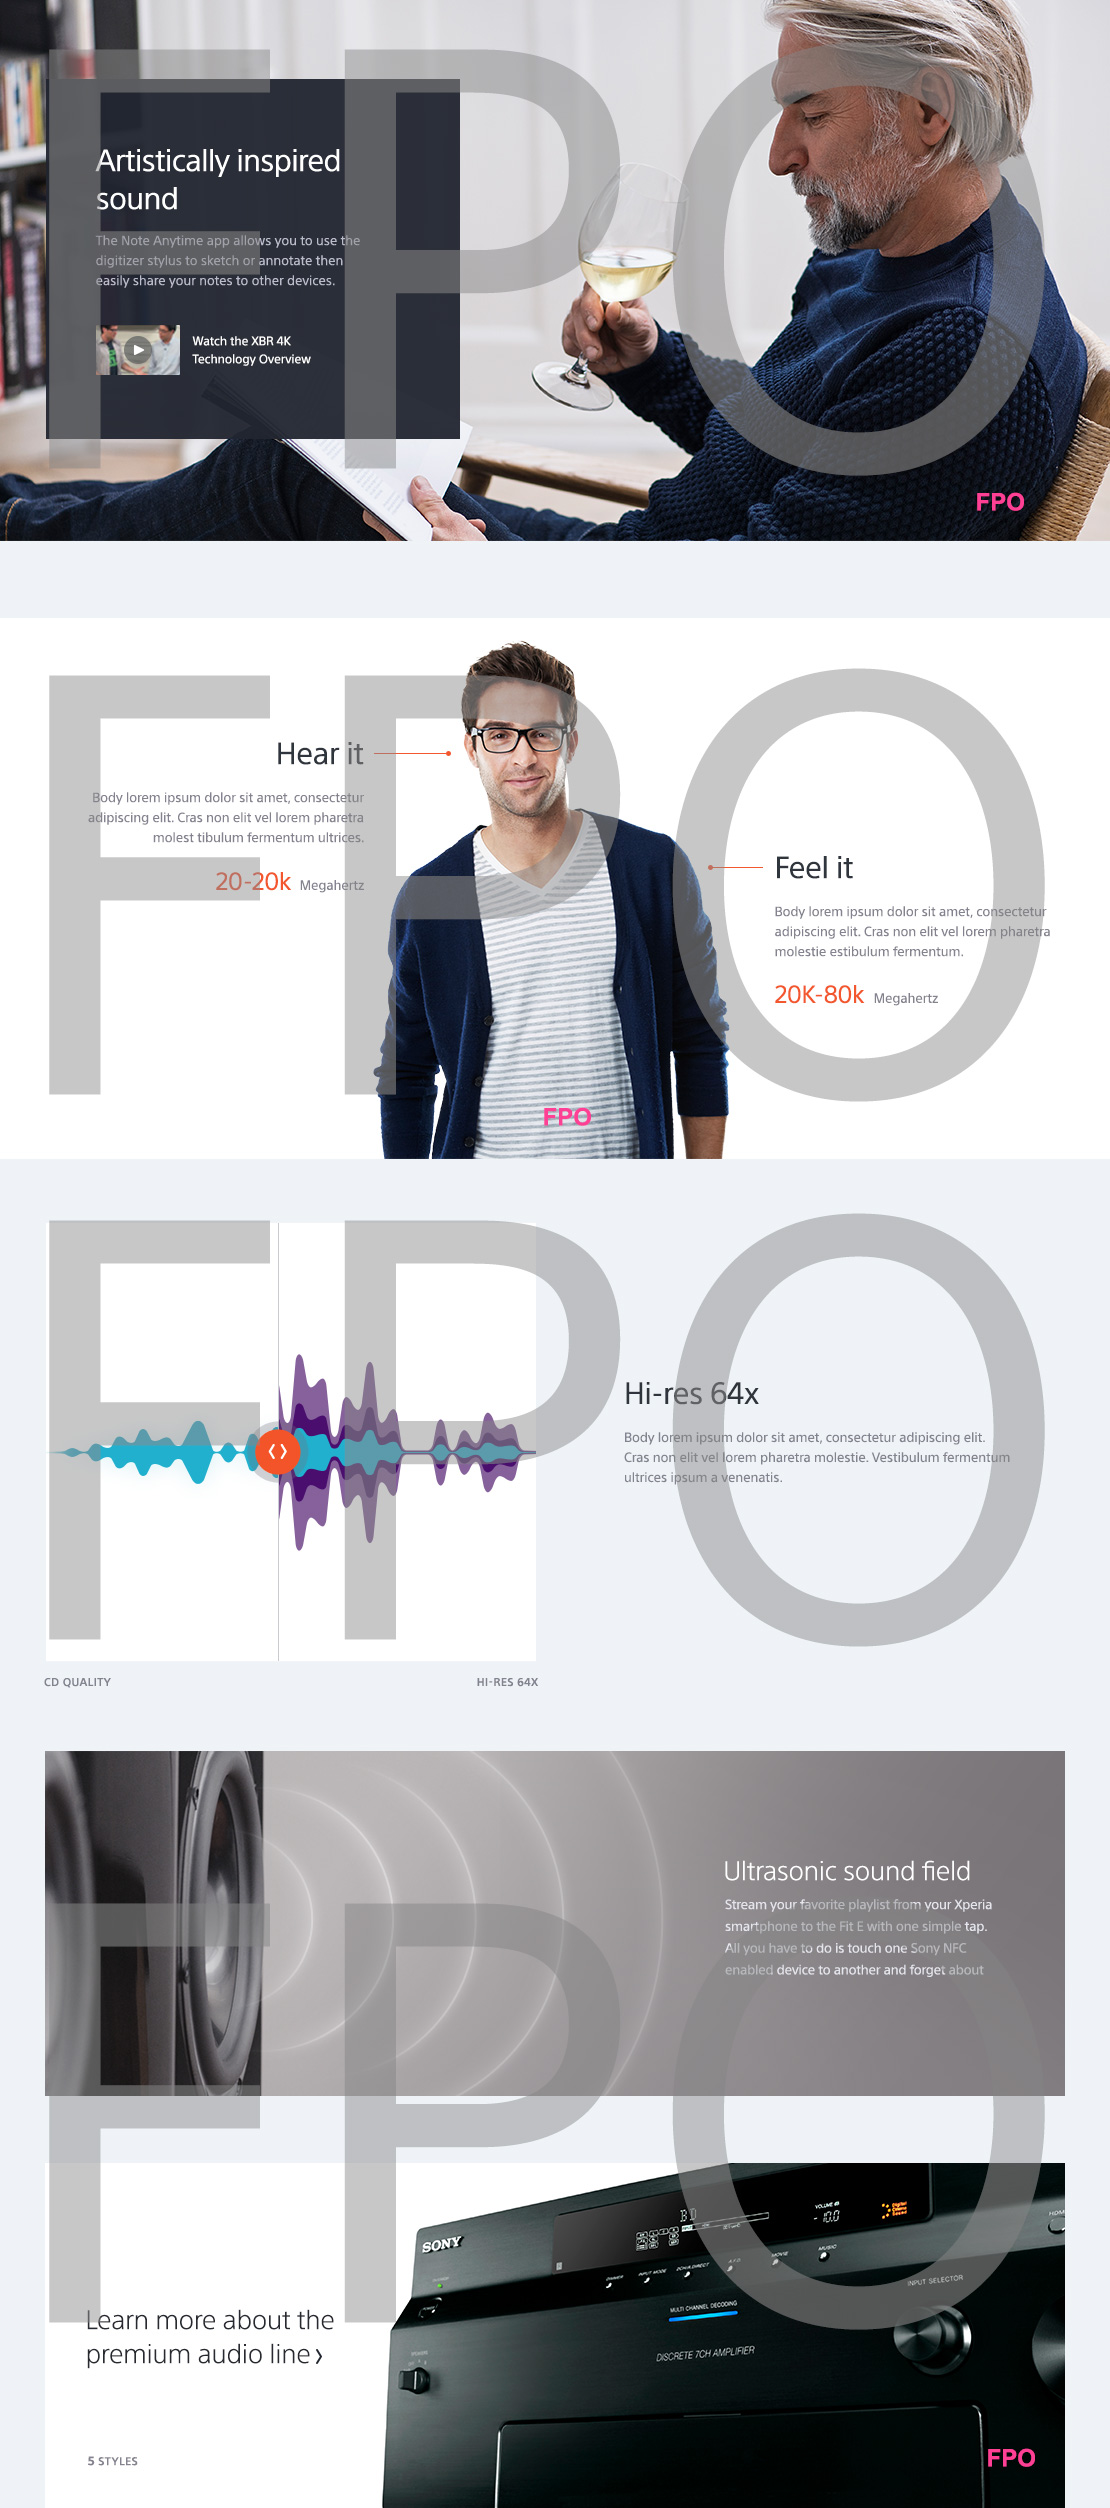 FPO
Artistically inspired
sound
The Note Anytime app allows you to use the
digitizer stylus to sketch or annotate then
easily share your notes to other devices.
Watch the XBR 4K
Technology Overview
FPO
FPO
Hear it
Body lorem ipsum dolor sit amet, consectetur
adipiscing elit. Cras non elit vel lorem pharetra
molest tibulum fermentum ultrices.
20-20k Megahertz
Feel it
Body lorem ipsum dolor sit amet, consectetur
adipiscing elit. Cras non elit vel lorem pharetra
molestie estibulum fermentum.
20K-80k Megahertz
FPO
FPO
Hi-res 64x
Body lorem ipsum dolor sit amet, consectetur adipiscing elit.
Cras non elit vel lorem pharetra molestie. Vestibulum fermentum
ultrices ipsum a venenatis.
CD QUALITY
HI-RES 64X
Ultrasonic sound field
Stream your favorite playlist from your Xperia
smartphone to the Fit E with one simple tap.
All you have to do is touch one Sony NFC
enabled device to another and forget about
FPO
SONY
VOLUME
-10.0
INPUT MODE
MOVIE
MUSIC
INPUT SELECTOR
MULTI CHANNEL DECODING
DISCRETE 7CH AMPLIFIER
Learn more about the
premium audio line ›
5 STYLES
FPO